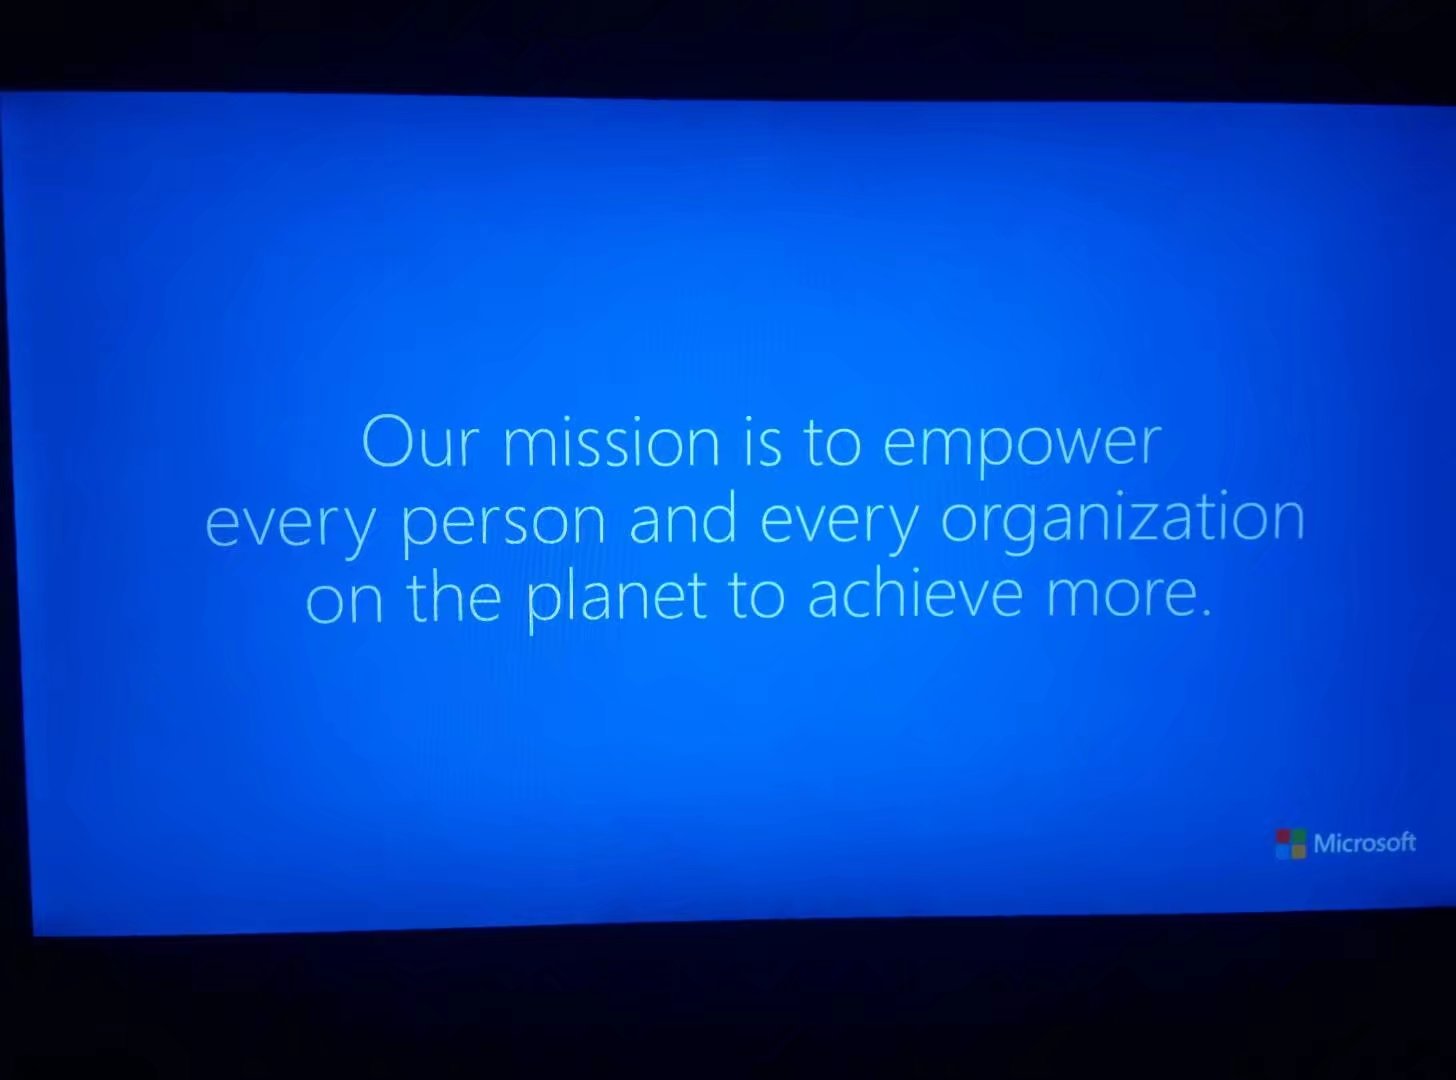 Our mission is to empower
every person and every organization
on the planet to achieve more.
Microsoft